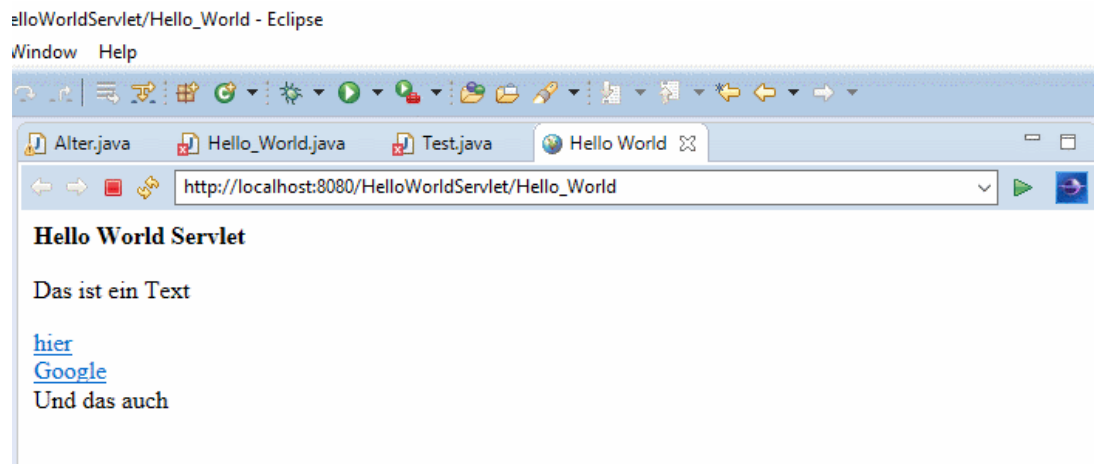 elloWorldServlet/Hello_World - Eclipse
Window Help
Alter.java Hello_World.java Test.java Hello World
http://localhost:8080/HelloWorldServlet/Hello_World
Hello World Servlet
Das ist ein Text
hier
Google
Und das auch